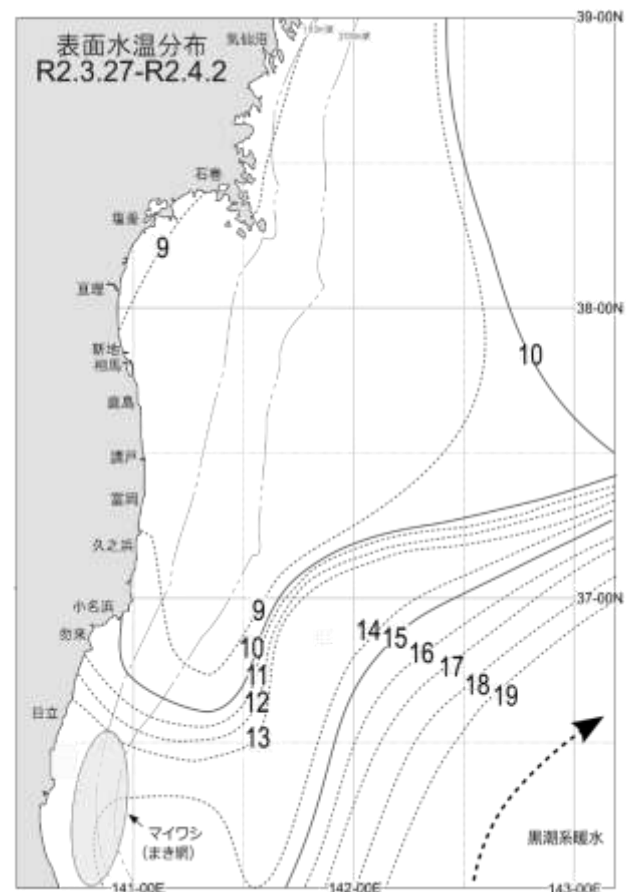 表面水温分布
R2.3.27-R2.4.2
気仙沼
39-00N
石巻
塩釜
9
亘理
38-00N
新地
相馬
10
鹿島
請戸
富岡
久之浜
小名浜
37-00N
勿来
9
10
11
12
13
14
15
16
17
18
19
日立
マイワシ
(まき網)
黒潮系暖水
141-00E
142-00E
143-00E